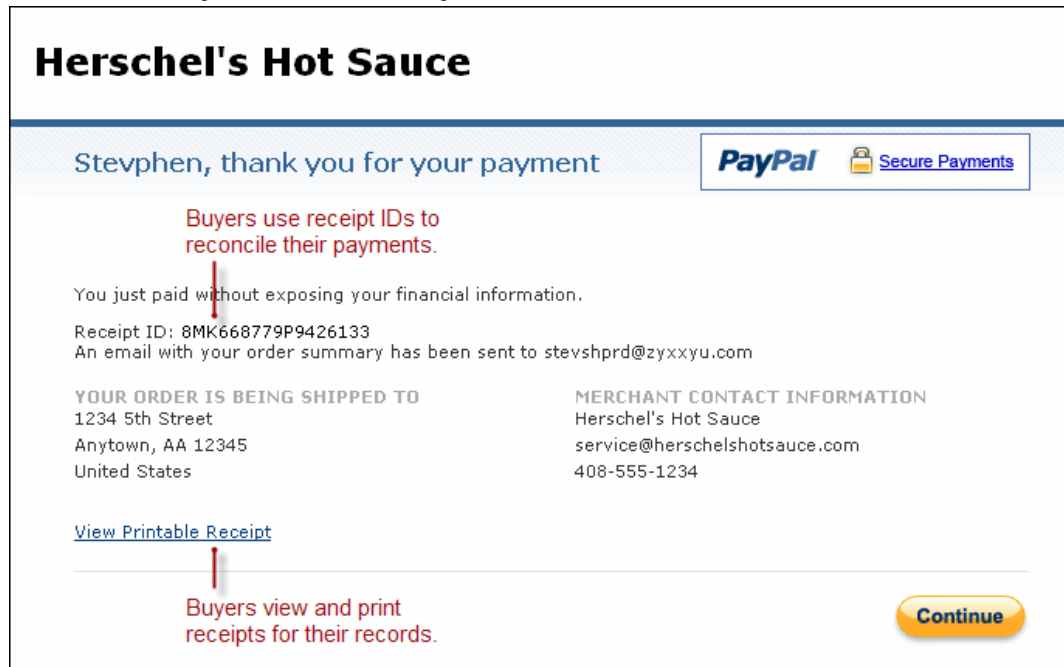 Herschel's Hot Sauce
Stevphen, thank you for your payment
PayPal Secure Payments
Buyers use receipt IDs to
reconcile their payments.
You just paid without exposing your financial information.
Receipt ID: 8MK668779P9426133
An email with your order summary has been sent to stevshprd@zyxxyu.com
YOUR ORDER IS BEING SHIPPED TO
1234 5th Street
Anytown, AA 12345
United States
MERCHANT CONTACT INFORMATION
Herschel's Hot Sauce
service@herschelshotsauce.com
408-555-1234
View Printable Receipt
Buyers view and print
receipts for their records.
Continue